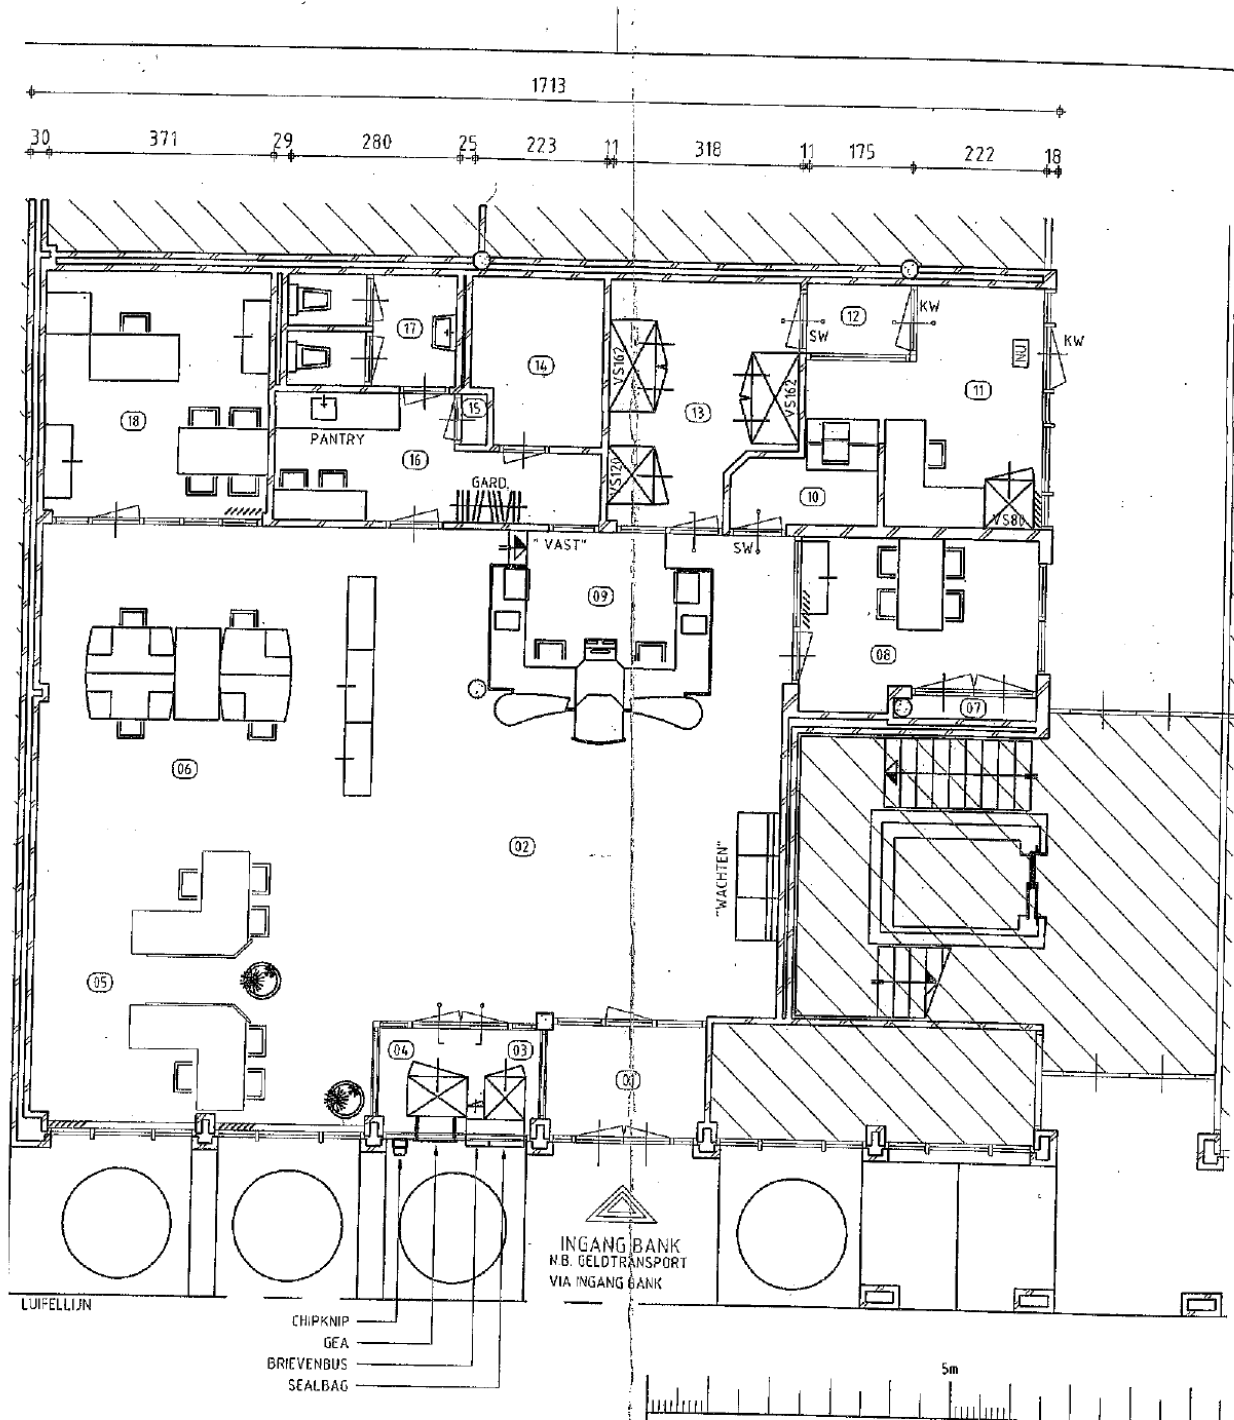 1713
30 371 29 280 25 223 11 318 11 175 222 18
KW
12
SW
KW
17
VS162
NU
14
VS162
11
15
13
18
PANTRY
16
VS120
GARD.
10
VS80
"VAST"
SW
09
08
07
06
02
"WACHTEN"
05
04
03
01
INGANG BANK
N.B. GELDTRANSPORT
VIA INGANG BANK
LUIFELLIJN
CHIPKNIP
GEA
BRIEVENBUS
SEALBAG
5m